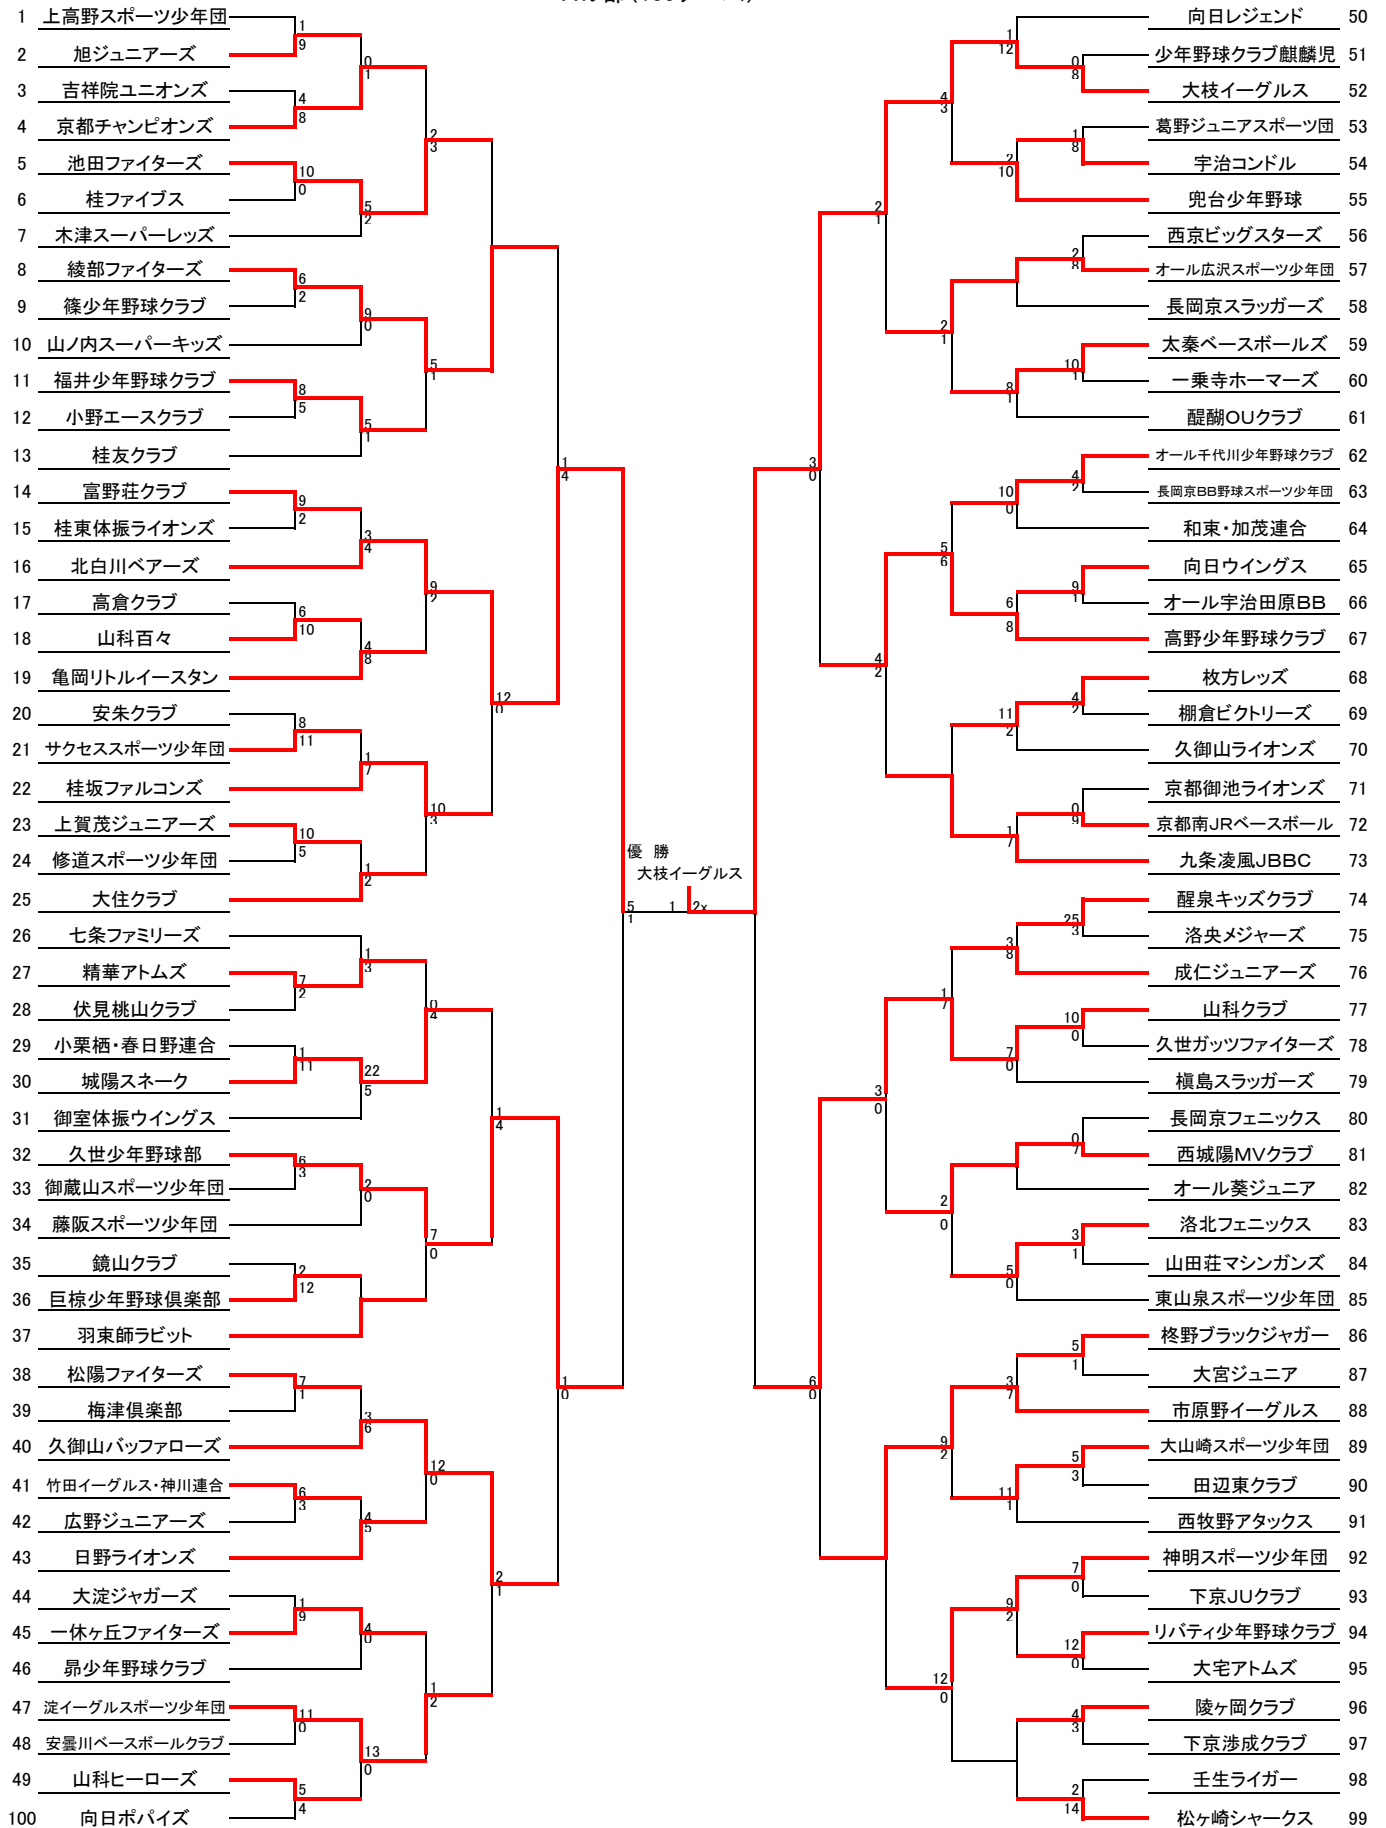 1 上高野スポーツ少年団
2 旭ジュニアーズ
3 吉祥院ユニオンズ
4 京都チャンピオンズ
5 池田ファイターズ
6 桂ファイブス
7 木津スーパーレッズ
8 綾部ファイターズ
9 篠少年野球クラブ
10 山ノ内スーパーキッズ
11 福井少年野球クラブ
12 小野エースクラブ
13 桂友クラブ
14 富野荘クラブ
15 桂東体振ライオンズ
16 北白川ベアーズ
17 高倉クラブ
18 山科百々
19 亀岡リトルイースタン
20 安朱クラブ
21 サクセススポーツ少年団
22 桂坂ファルコンズ
23 上賀茂ジュニアーズ
24 修道スポーツ少年団
25 大住クラブ
26 七条ファミリーズ
27 精華アトムズ
28 伏見桃山クラブ
29 小栗栖・春日野連合
30 城陽スネーク
31 御室体振ウイングス
32 久世少年野球部
33 御蔵山スポーツ少年団
34 藤阪スポーツ少年団
35 鏡山クラブ
36 巨椋少年野球倶楽部
37 羽束師ラビット
38 松陽ファイターズ
39 梅津倶楽部
40 久御山バッファローズ
41 竹田イーグルス・神川連合
42 広野ジュニアーズ
43 日野ライオンズ
44 大淀ジャガーズ
45 一休ヶ丘ファイターズ
46 昴少年野球クラブ
47 淀イーグルスポーツ少年団
48 安曇川ベースボールクラブ
49 山科ヒーローズ
100 向日ポパイズ
優 勝
大枝イーグルス
1 2x
向日レジェンド 50
少年野球クラブ麒麟児 51
大枝イーグルス 52
葛野ジュニアスポーツ団 53
宇治コンドル 54
兜台少年野球 55
西京ビッグスターズ 56
オール広沢スポーツ少年団 57
長岡京スラッガーズ 58
太秦ベースボールズ 59
一乗寺ホーマーズ 60
醍醐OUクラブ 61
オール千代川少年野球クラブ 62
長岡京BB野球スポーツ少年団 63
和束・加茂連合 64
向日ウイングス 65
オール宇治田原BB 66
高野少年野球クラブ 67
枚方レッズ 68
棚倉ビクトリーズ 69
久御山ライオンズ 70
京都御池ライオンズ 71
京都南JRベースボール 72
九条凌風JBBC 73
醒泉キッズクラブ 74
洛央メジャーズ 75
成仁ジュニアーズ 76
山科クラブ 77
久世ガッツファイターズ 78
槇島スラッガーズ 79
長岡京フェニックス 80
西城陽MVクラブ 81
オール葵ジュニア 82
洛北フェニックス 83
山田荘マシンガンズ 84
東山泉スポーツ少年団 85
柊野ブラックジャガー 86
大宮ジュニア 87
市原野イーグルス 88
大山崎スポーツ少年団 89
田辺東クラブ 90
西牧野アタックス 91
神明スポーツ少年団 92
下京JUクラブ 93
リバティ少年野球クラブ 94
大宅アトムズ 95
陵ヶ岡クラブ 96
下京渉成クラブ 97
壬生ライガー 98
松ヶ崎シャークス 99